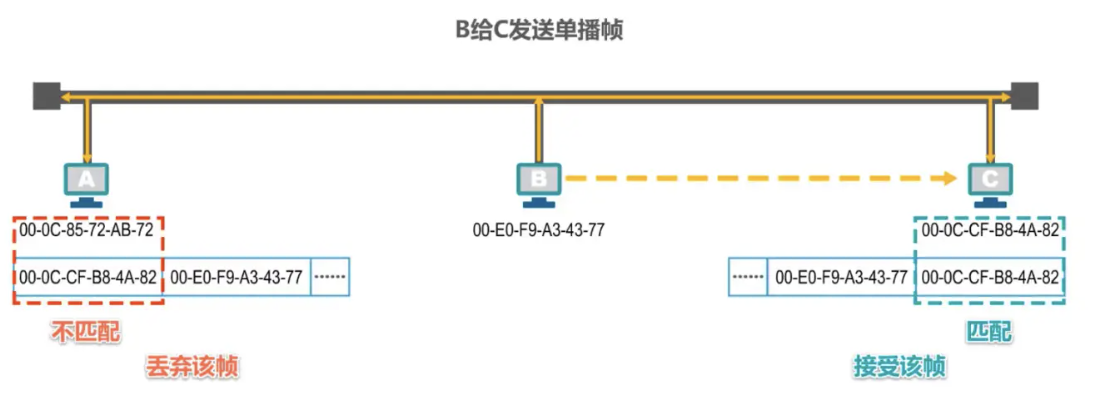 B给C发送单播帧
A
B
C
00-0C-85-72-AB-72
00-E0-F9-A3-43-77
00-0C-CF-B8-4A-82
00-0C-CF-B8-4A-82 00-E0-F9-A3-43-77 ······
······ 00-E0-F9-A3-43-77 00-0C-CF-B8-4A-82
不匹配
匹配
丢弃该帧
接受该帧